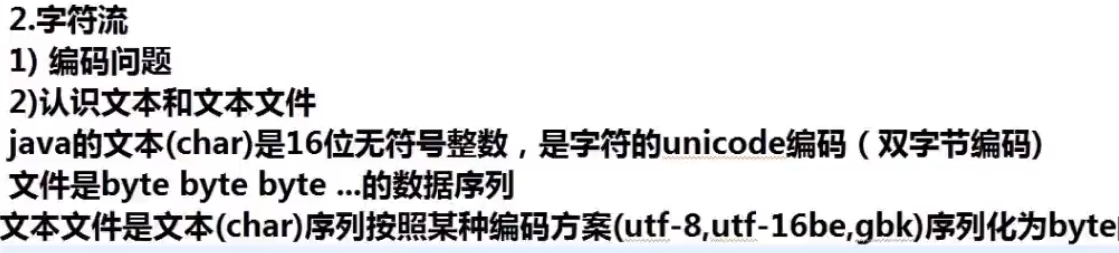 2.字符流
1) 编码问题
2)认识文本和文本文件
java的文本(char)是16位无符号整数，是字符的unicode编码（双字节编码)
文件是byte byte byte ...的数据序列
文本文件是文本(char)序列按照某种编码方案(utf-8,utf-16be,gbk)序列化为byte